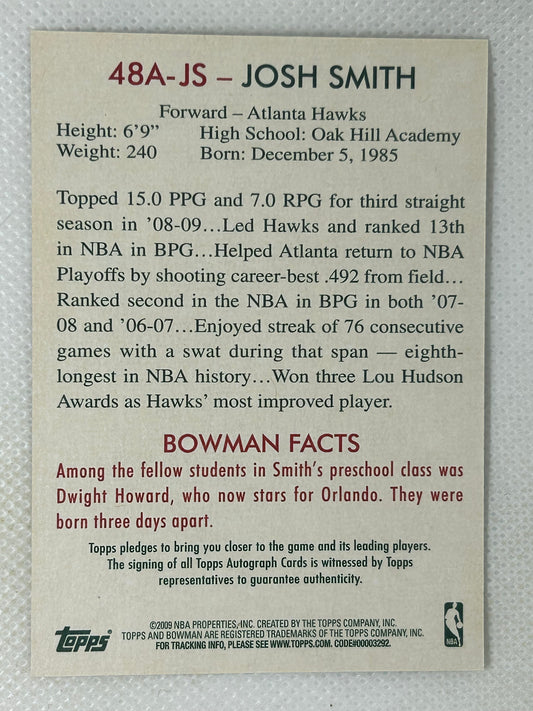 48A-JS – JOSH SMITH
Forward – Atlanta Hawks
Height: 6'9" High School: Oak Hill Academy
Weight: 240 Born: December 5, 1985
Topped 15.0 PPG and 7.0 RPG for third straight
season in '08-09…Led Hawks and ranked 13th
in NBA in BPG…Helped Atlanta return to NBA
Playoffs by shooting career-best .492 from field…
Ranked second in the NBA in BPG in both '07-
08 and '06-07…Enjoyed streak of 76 consecutive
games with a swat during that span — eighth-
longest in NBA history…Won three Lou Hudson
Awards as Hawks' most improved player.
BOWMAN FACTS
Among the fellow students in Smith's preschool class was
Dwight Howard, who now stars for Orlando. They were
born three days apart.
Topps pledges to bring you closer to the game and its leading players.
The signing of all Topps Autograph Cards is witnessed by Topps
representatives to guarantee authenticity.
©2009 NBA PROPERTIES, INC. CREATED BY THE TOPPS COMPANY, INC.
TOPPS AND BOWMAN ARE REGISTERED TRADEMARKS OF THE TOPPS COMPANY, INC.
FOR TRACKING INFO, PLEASE SEE WWW.TOPPS.COM. CODE#00003292.
Topps
NBA